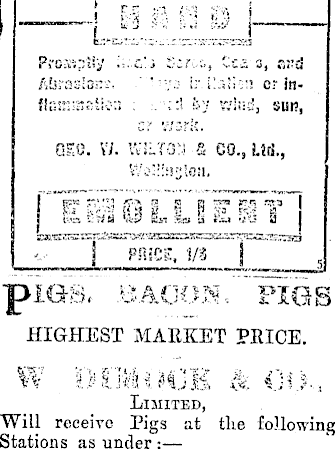 HAND
Promptly Heals Sores, and
Abrasions. or in-
flammation by wind, sun,
or work.
GEO. W. WILTON & CO., Ltd.,
Wellington.
EMOLLIENT
PRICE, 1/6
5
PIGS. BACON. PIGS
HIGHEST MARKET PRICE.
W DIMOCK & CO.,
LIMITED,
Will receive Pigs at the following
Stations as under :—